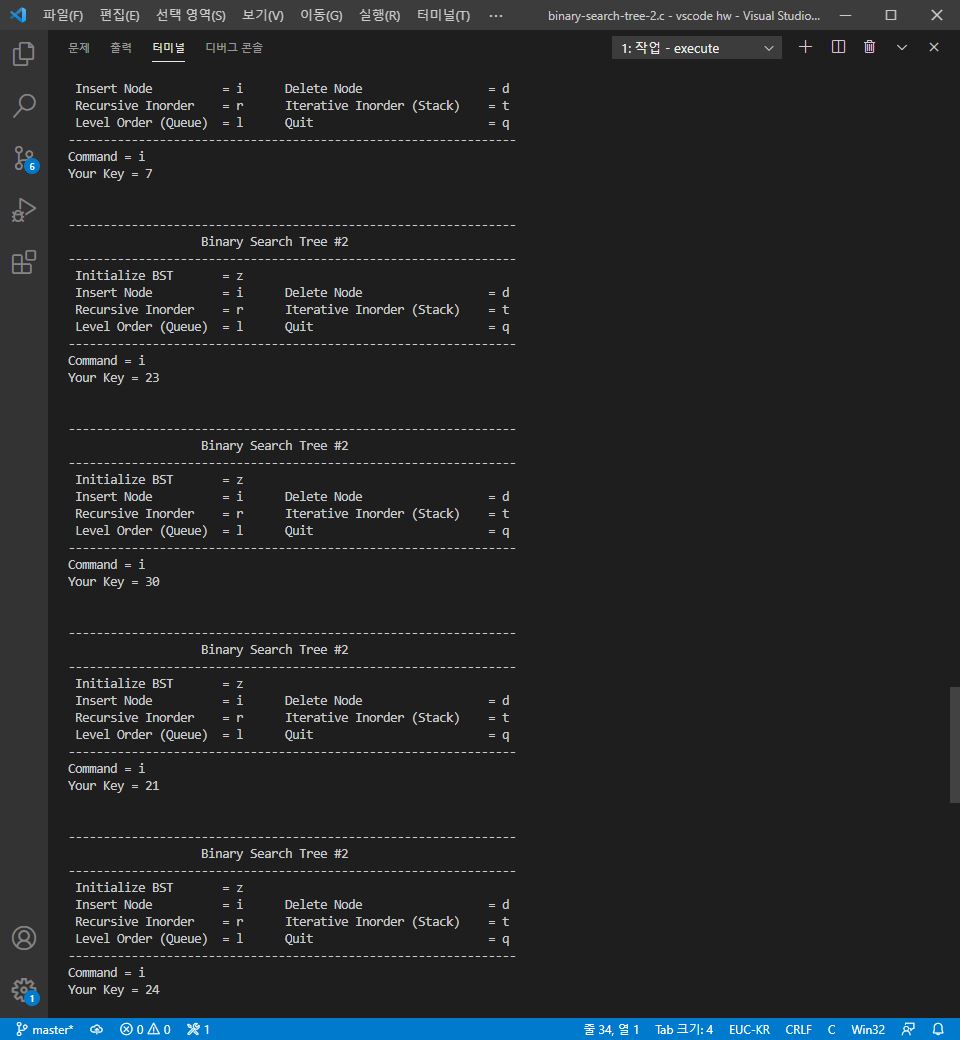 파일(F) 편집(E) 선택 영역(S) 보기(V) 이동(G) 실행(R) 터미널(T) ··· binary-search-tree-2.c - vscode hw - Visual Studio...
문제 출력 터미널 디버그 콘솔 1: 작업 - execute
Insert Node = i Delete Node = d
Recursive Inorder = r Iterative Inorder (Stack) = t
Level Order (Queue) = l Quit = q
----------------------------------------------------------------
Command = i
Your Key = 7
----------------------------------------------------------------
Binary Search Tree #2
----------------------------------------------------------------
Initialize BST = z
Insert Node = i Delete Node = d
Recursive Inorder = r Iterative Inorder (Stack) = t
Level Order (Queue) = l Quit = q
----------------------------------------------------------------
Command = i
Your Key = 23
----------------------------------------------------------------
Binary Search Tree #2
----------------------------------------------------------------
Initialize BST = z
Insert Node = i Delete Node = d
Recursive Inorder = r Iterative Inorder (Stack) = t
Level Order (Queue) = l Quit = q
----------------------------------------------------------------
Command = i
Your Key = 30
----------------------------------------------------------------
Binary Search Tree #2
----------------------------------------------------------------
Initialize BST = z
Insert Node = i Delete Node = d
Recursive Inorder = r Iterative Inorder (Stack) = t
Level Order (Queue) = l Quit = q
----------------------------------------------------------------
Command = i
Your Key = 21
----------------------------------------------------------------
Binary Search Tree #2
----------------------------------------------------------------
Initialize BST = z
Insert Node = i Delete Node = d
Recursive Inorder = r Iterative Inorder (Stack) = t
Level Order (Queue) = l Quit = q
----------------------------------------------------------------
Command = i
Your Key = 24
6
1
master* 0 0 1 줄 34, 열 1 Tab 크기: 4 EUC-KR CRLF C Win32